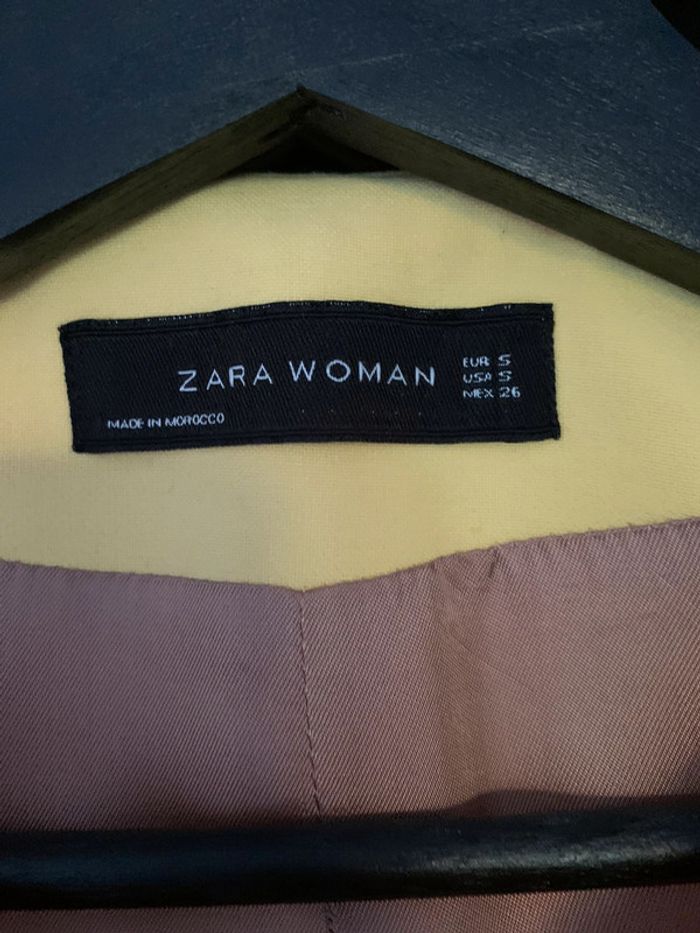 ZARA WOMAN
EUR S
USA S
MEX 26
MADE IN MOROCCO